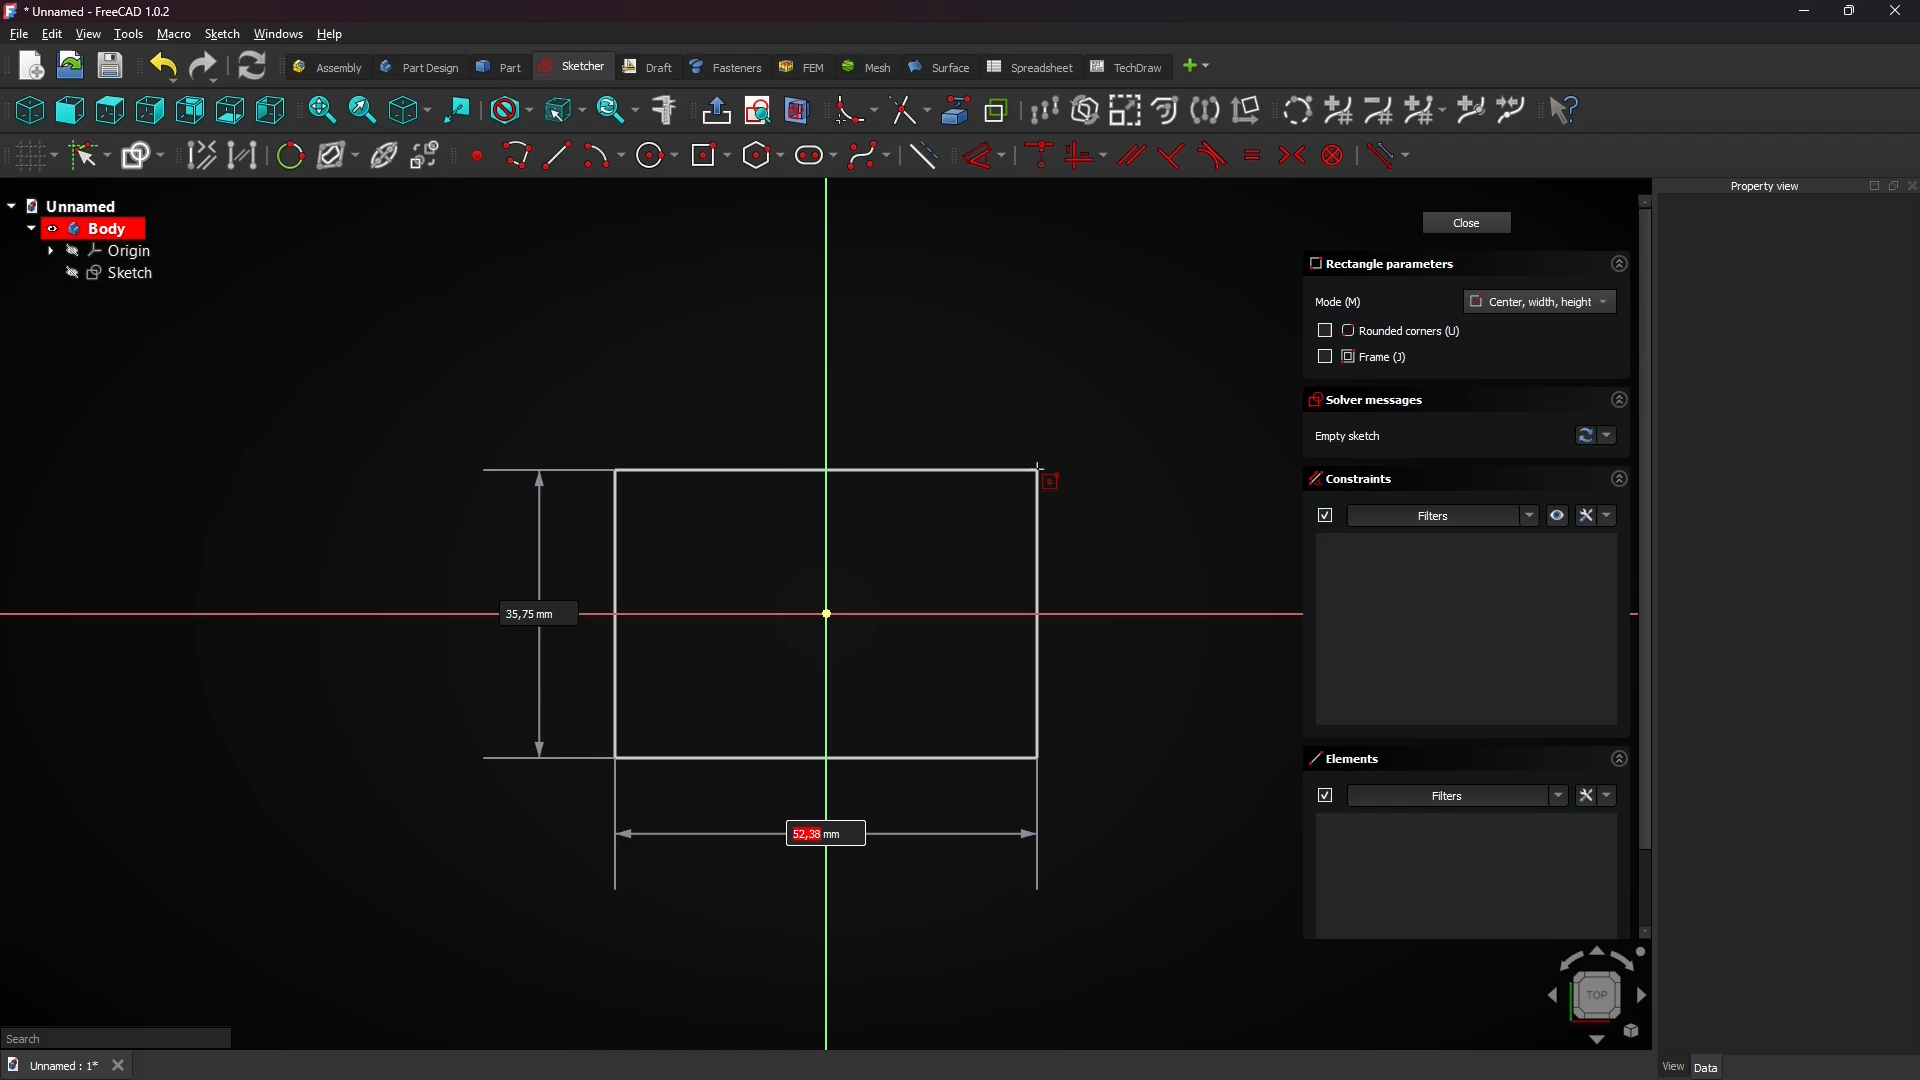 * Unnamed - FreeCAD 1.0.2
File Edit View Tools Macro Sketch Windows Help
Assembly Part Design Part Sketcher Draft Fasteners FEM Mesh Surface Spreadsheet TechDraw
Property view
Unnamed
Body
Origin
Sketch
Close
Rectangle parameters
Mode (M) Center, width, height
Rounded corners (U)
Frame (J)
Solver messages
Empty sketch
Constraints
Filters
35,75 mm
Elements
Filters
52,38 mm
TOP
Search
Unnamed : 1*
View Data